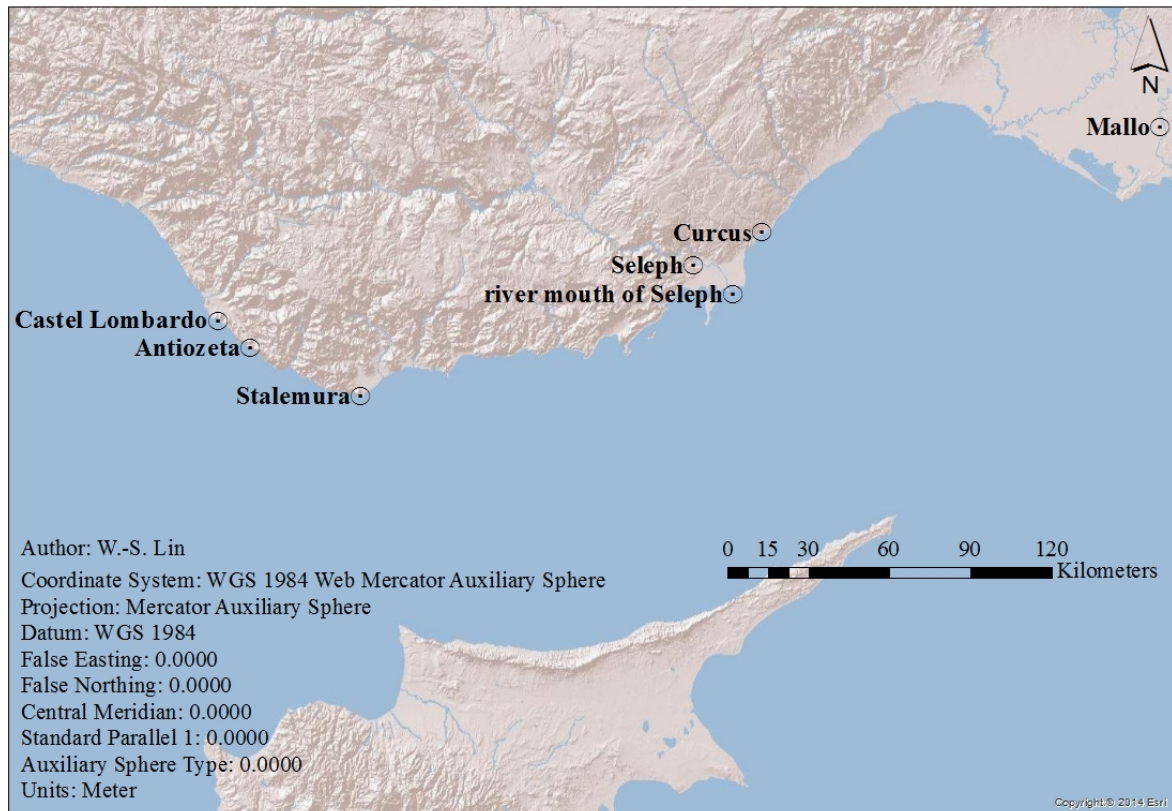 N
Mallo
Curcus
Seleph
river mouth of Seleph
Castel Lombardo
Antiozeta
Stalemura
Author: W.-S. Lin
Coordinate System: WGS 1984 Web Mercator Auxiliary Sphere
Projection: Mercator Auxiliary Sphere
Datum: WGS 1984
False Easting: 0.0000
False Northing: 0.0000
Central Meridian: 0.0000
Standard Parallel 1: 0.0000
Auxiliary Sphere Type: 0.0000
Units: Meter
0 15 30 60 90 120
Kilometers
Copyright:© 2014 Esri